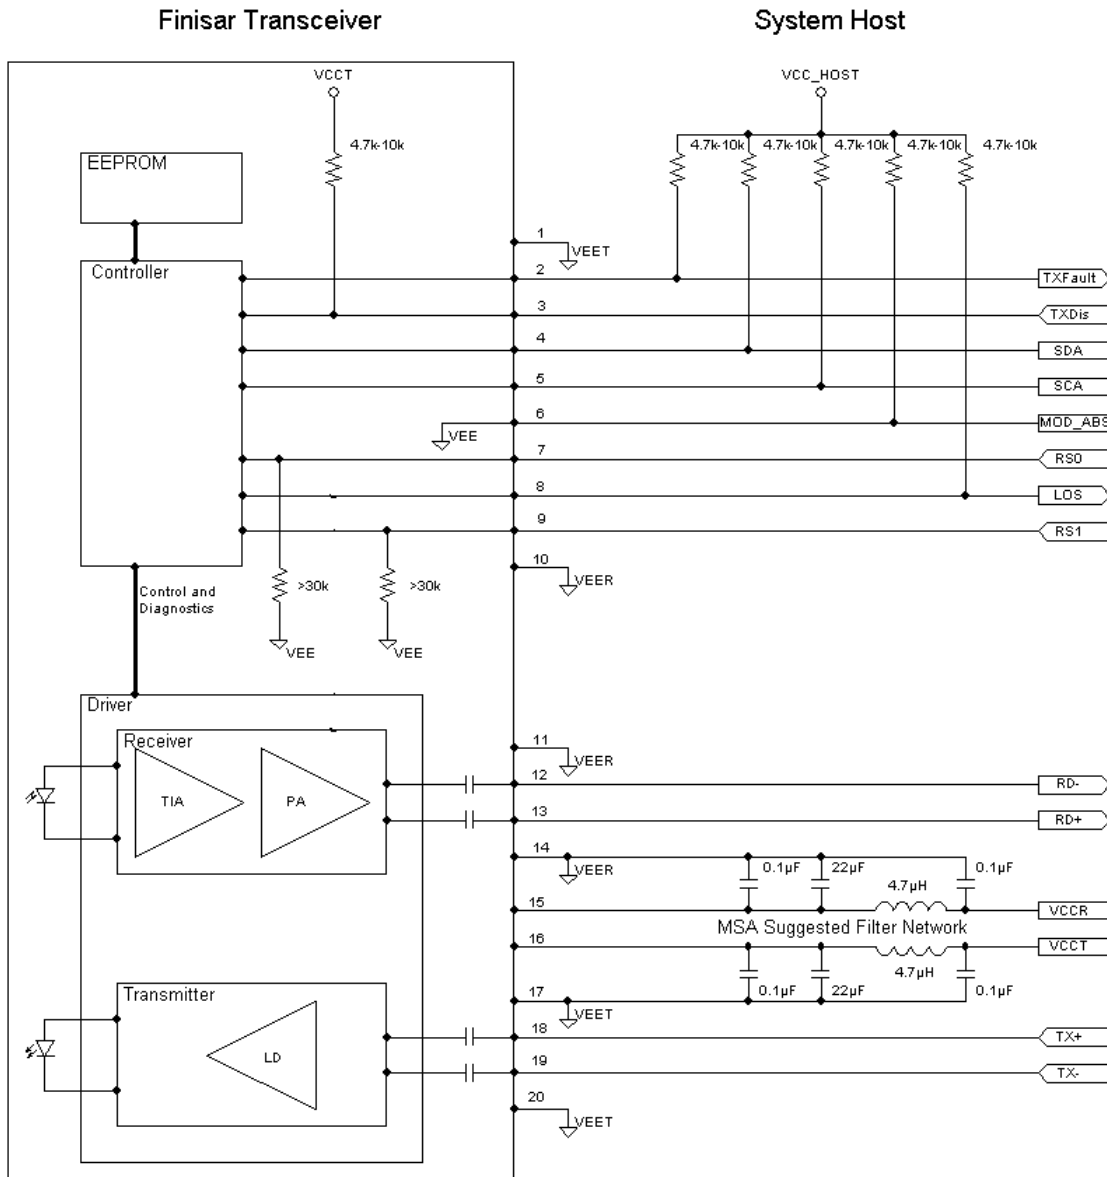 Finisar Transceiver
System Host
VCCT
VCC_HOST
4.7k-10k
4.7k-10k 4.7k-10k 4.7k-10k 4.7k-10k 4.7k-10k
EEPROM
1
VEET
Controller
2
TXFault
3
TXDis
4
SDA
5
SCA
6
VEE
MOD_ABS
7
RS0
8
LOS
9
RS1
10
VEER
>30k
>30k
Control and
Diagnostics
VEE
VEE
Driver
Receiver
11
VEER
TIA
PA
12
RD-
13
RD+
14
VEER
0.1µF
22µF
4.7µH
0.1µF
15
VCCR
MSA Suggested Filter Network
16
VCCT
4.7µH
0.1µF
22µF
0.1µF
Transmitter
17
VEET
18
TX+
LD
19
TX-
20
VEET